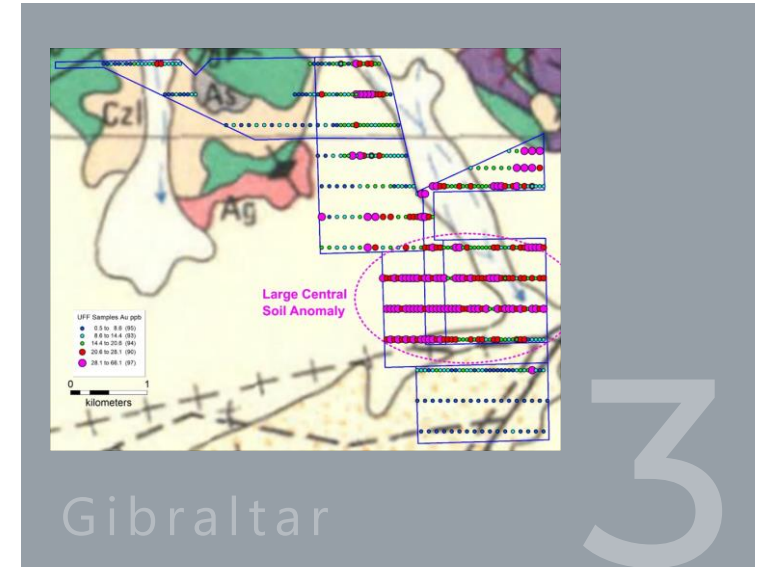 As
Czl
Ag
Large Central
Soil Anomaly
UFF Samples Au ppb
0.5 to 8.6 (95)
8.6 to 14.4 (93)
14.4 to 20.6 (94)
20.6 to 28.1 (90)
28.1 to 66.1 (97)
0 1
kilometers
3
Gibraltar